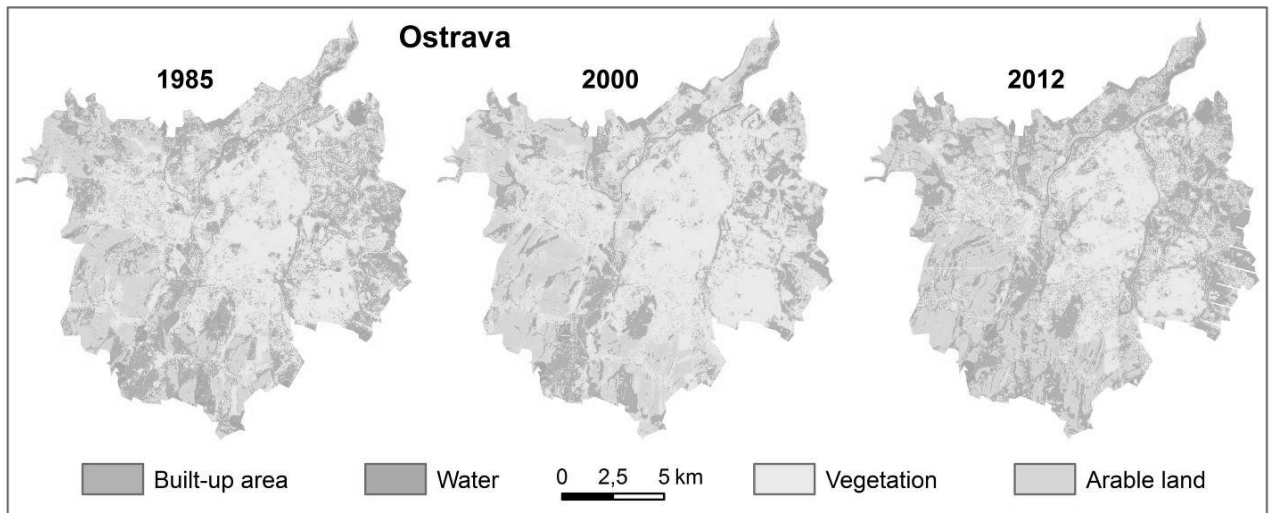 Ostrava
1985
2000
2012
Built-up area
Water
0 2,5 5 km
Vegetation
Arable land